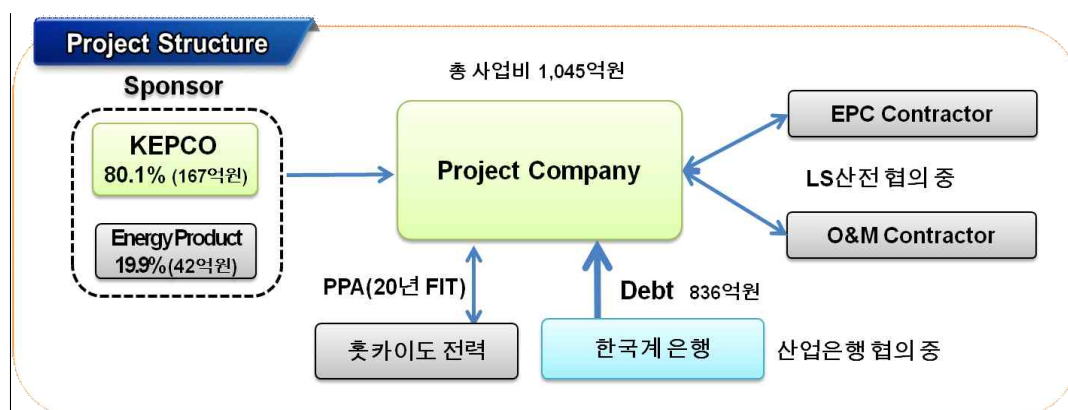 Project Structure
총 사업비 1,045억원
Sponsor
KEPCO
80.1% (167억원)
Energy Product
19.9%(42억원)
Project Company
EPC Contractor
LS산전 협의 중
O&M Contractor
PPA(20년 FIT)
Debt 836억원
홋카이도 전력
한국계 은행
산업은행 협의 중